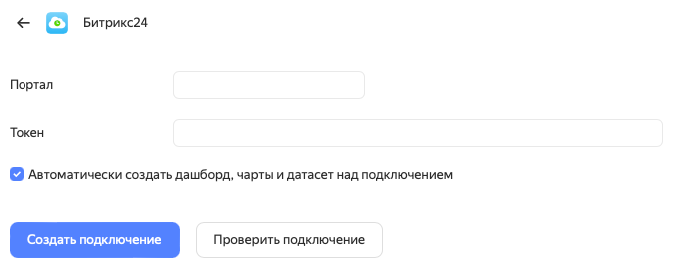 Битрикс24
Портал
Токен
Автоматически создать дашборд, чарты и датасет над подключением
Создать подключение
Проверить подключение